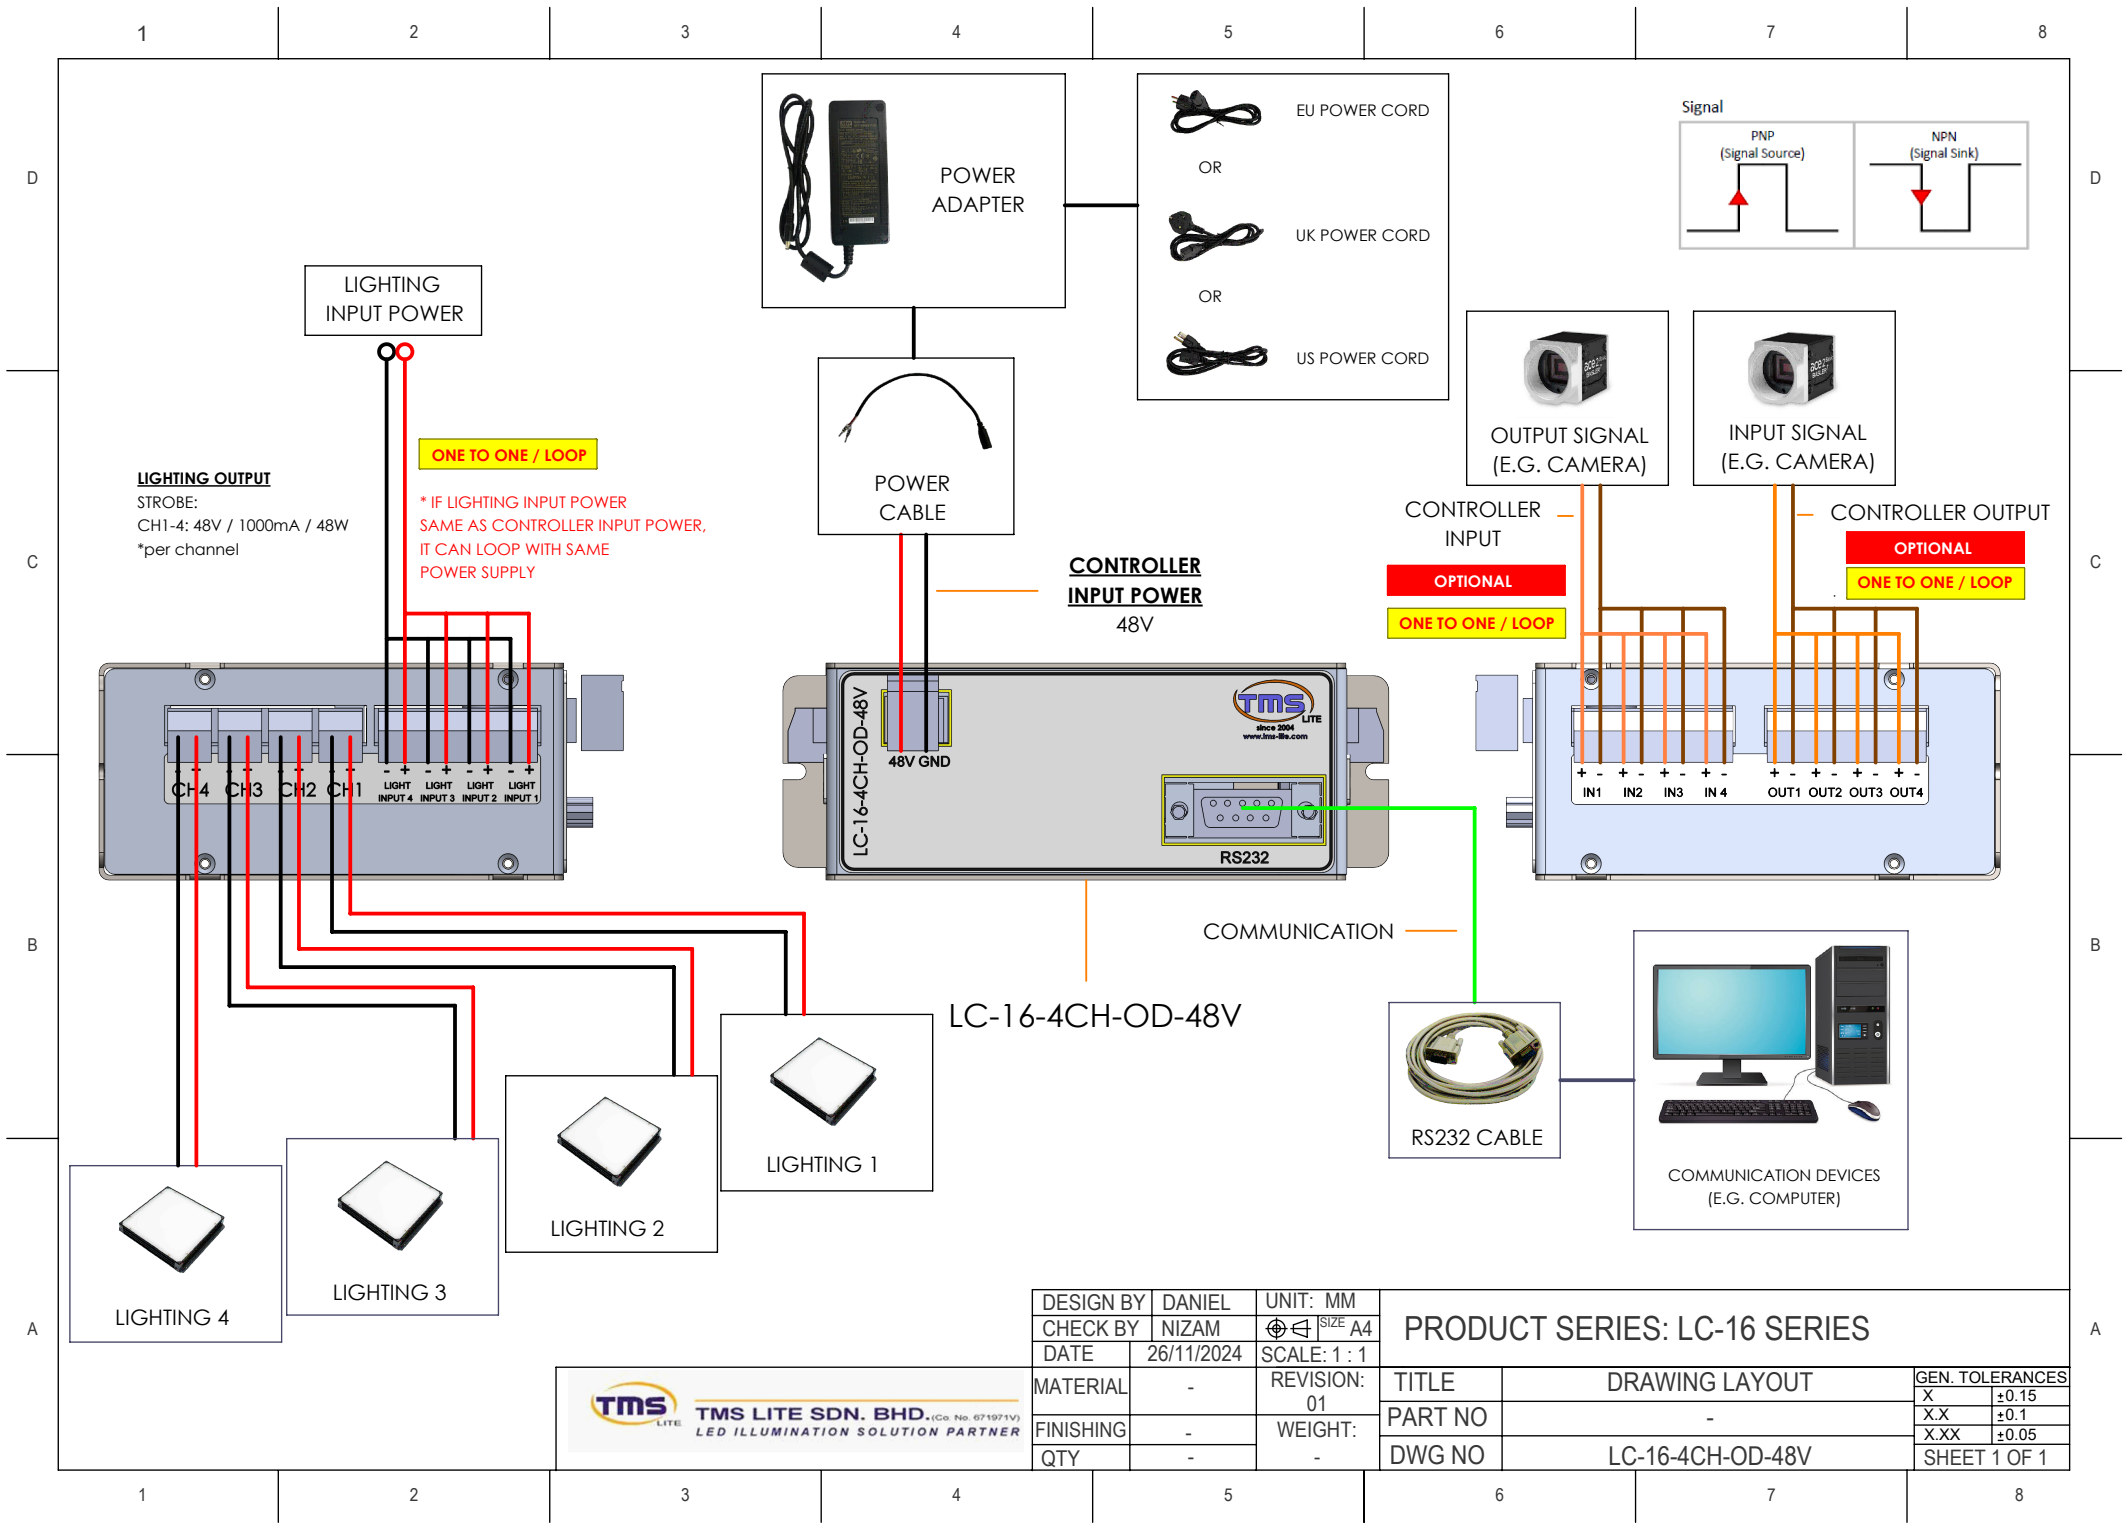 1 2 3 4 5 6 7 8
D
D
C
C
B
B
A
A
POWER
ADAPTER
EU POWER CORD
OR
UK POWER CORD
OR
US POWER CORD
Signal
PNP
(Signal Source)
NPN
(Signal Sink)
LIGHTING
INPUT POWER
ONE TO ONE / LOOP
* IF LIGHTING INPUT POWER
SAME AS CONTROLLER INPUT POWER,
IT CAN LOOP WITH SAME
POWER SUPPLY
LIGHTING OUTPUT
STROBE:
CH1-4: 48V / 1000mA / 48W
*per channel
POWER
CABLE
CONTROLLER
INPUT POWER
48V
OUTPUT SIGNAL
(E.G. CAMERA)
INPUT SIGNAL
(E.G. CAMERA)
CONTROLLER
INPUT
OPTIONAL
ONE TO ONE / LOOP
CONTROLLER OUTPUT
OPTIONAL
ONE TO ONE / LOOP
- + - + - + - +
CH4 CH3 CH2 CH1
- + - + - + - +
LIGHT INPUT 4
LIGHT INPUT 3
LIGHT INPUT 2
LIGHT INPUT 1
LC-16-4CH-OD-48V
48V GND
TMS
LITE
since 2004
www.tms-lite.com
RS232
+ - + - + - + -
IN1 IN2 IN3 IN 4
+ - + - + - + -
OUT1 OUT2 OUT3 OUT4
COMMUNICATION
LC-16-4CH-OD-48V
RS232 CABLE
COMMUNICATION DEVICES
(E.G. COMPUTER)
LIGHTING 1
LIGHTING 2
LIGHTING 3
LIGHTING 4
DESIGN BY DANIEL UNIT: MM
CHECK BY NIZAM SIZE A4
DATE 26/11/2024 SCALE: 1 : 1
MATERIAL - REVISION: 01
FINISHING - WEIGHT:
QTY - -
PRODUCT SERIES: LC-16 SERIES
TITLE DRAWING LAYOUT
PART NO -
DWG NO LC-16-4CH-OD-48V
GEN. TOLERANCES
X ±0.15
X.X ±0.1
X.XX ±0.05
SHEET 1 OF 1
TMS
LITE
TMS LITE SDN. BHD. (Co. No. 671971V)
LED ILLUMINATION SOLUTION PARTNER
1 2 3 4 5 6 7 8